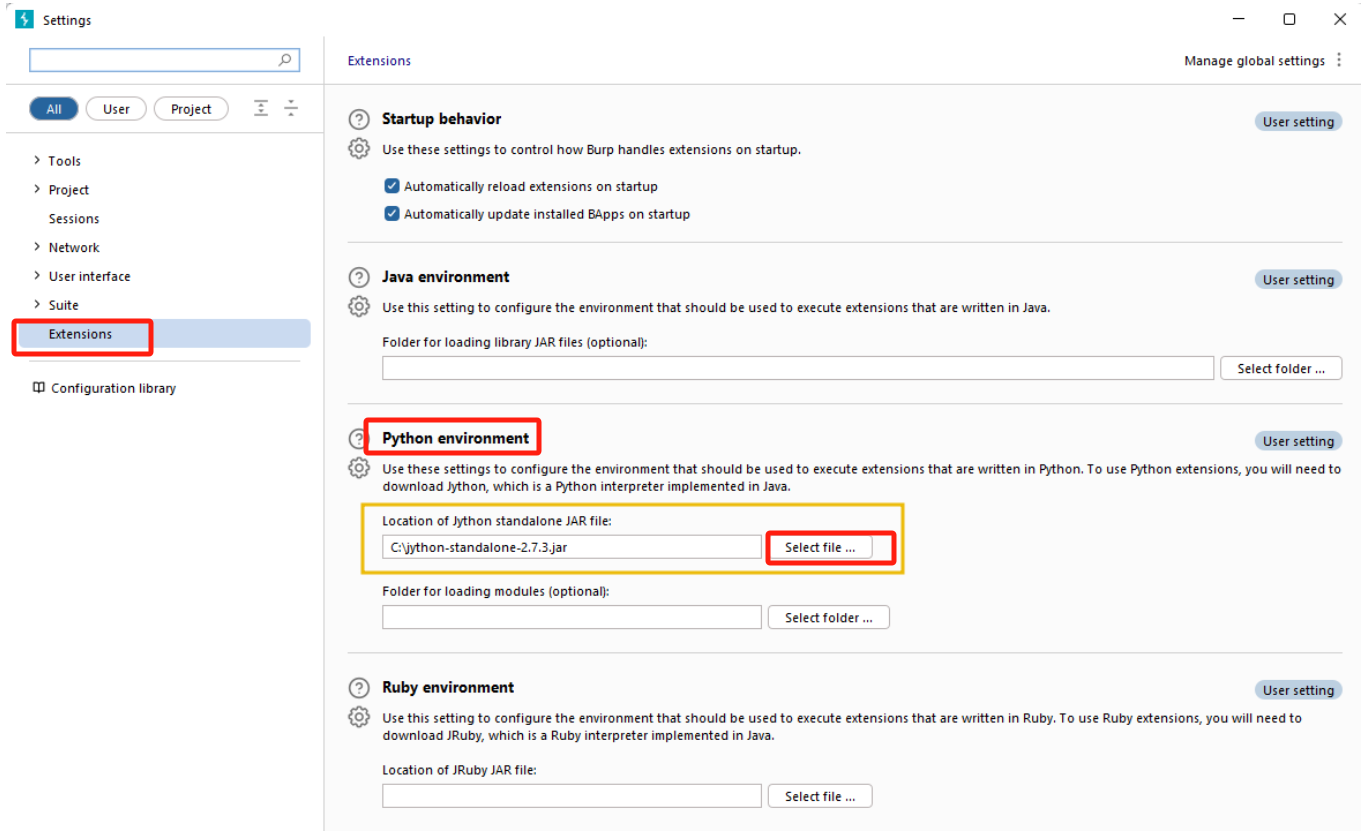 Settings
Extensions
Manage global settings
All
User
Project
Tools
Project
Sessions
Network
User interface
Suite
Extensions
Configuration library
Startup behavior
User setting
Use these settings to control how Burp handles extensions on startup.
Automatically reload extensions on startup
Automatically update installed BApps on startup
Java environment
User setting
Use this setting to configure the environment that should be used to execute extensions that are written in Java.
Folder for loading library JAR files (optional):
Select folder ...
Python environment
User setting
Use these settings to configure the environment that should be used to execute extensions that are written in Python. To use Python extensions, you will need to
download Jython, which is a Python interpreter implemented in Java.
Location of Jython standalone JAR file:
C:\jython-standalone-2.7.3.jar
Select file ...
Folder for loading modules (optional):
Select folder ...
Ruby environment
User setting
Use this setting to configure the environment that should be used to execute extensions that are written in Ruby. To use Ruby extensions, you will need to
download JRuby, which is a Ruby interpreter implemented in Java.
Location of JRuby JAR file:
Select file ...